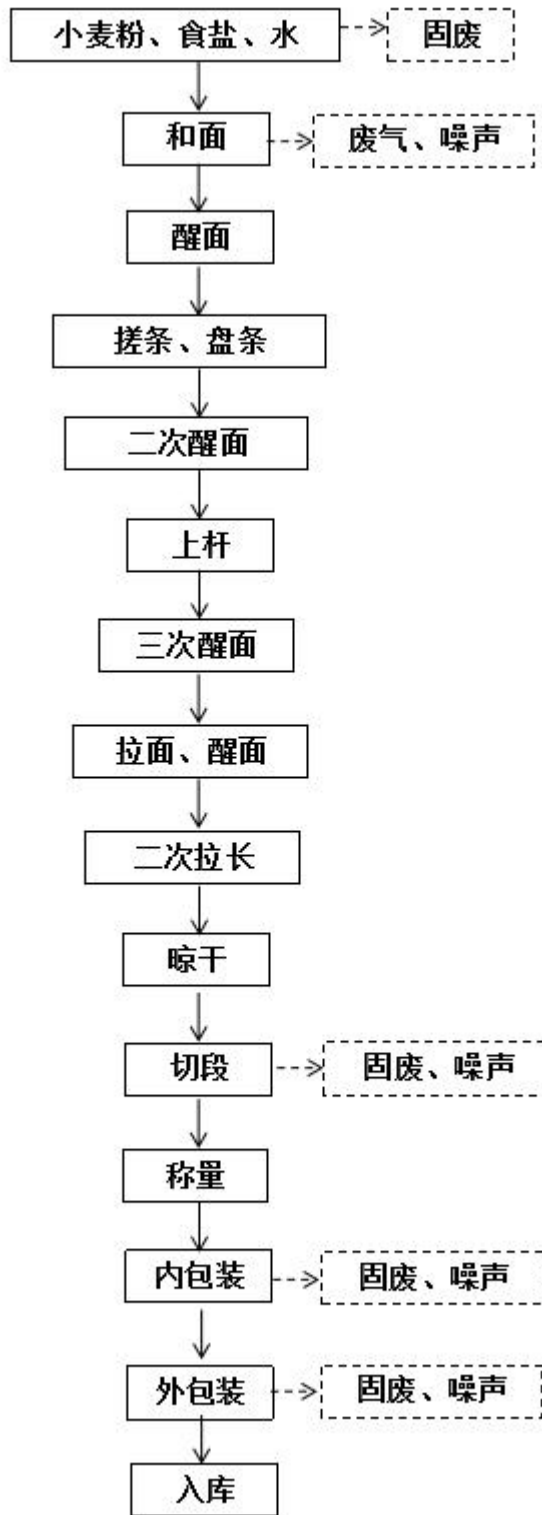 小麦粉、食盐、水
固废
和面
废气、噪声
醒面
搓条、盘条
二次醒面
上杆
三次醒面
拉面、醒面
二次拉长
晾干
切段
固废、噪声
称量
内包装
固废、噪声
外包装
固废、噪声
入库